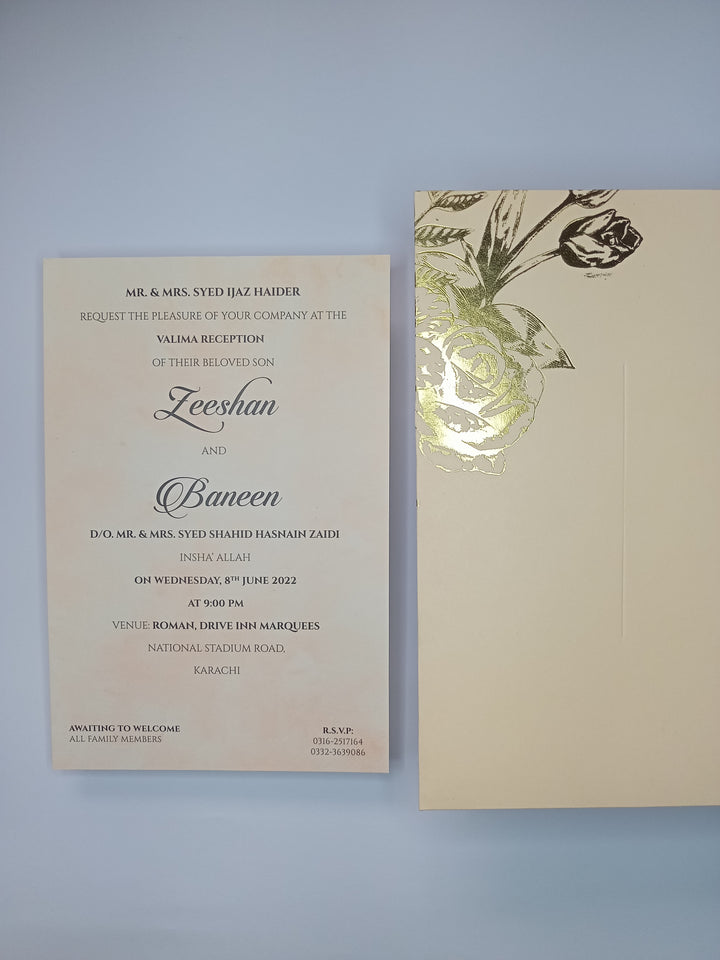 MR. & MRS. SYED IJAZ HAIDER
REQUEST THE PLEASURE OF YOUR COMPANY AT THE
VALIMA RECEPTION
OF THEIR BELOVED SON
Zeeshan
AND
Baneen
D/O. MR. & MRS. SYED SHAHID HASNAIN ZAIDI
INSHA' ALLAH
ON WEDNESDAY, 8TH JUNE 2022
AT 9:00 PM
VENUE: ROMAN, DRIVE INN MARQUEES
NATIONAL STADIUM ROAD,
KARACHI
AWAITING TO WELCOME
ALL FAMILY MEMBERS
R.S.V.P:
0316-2517164
0332-3639086